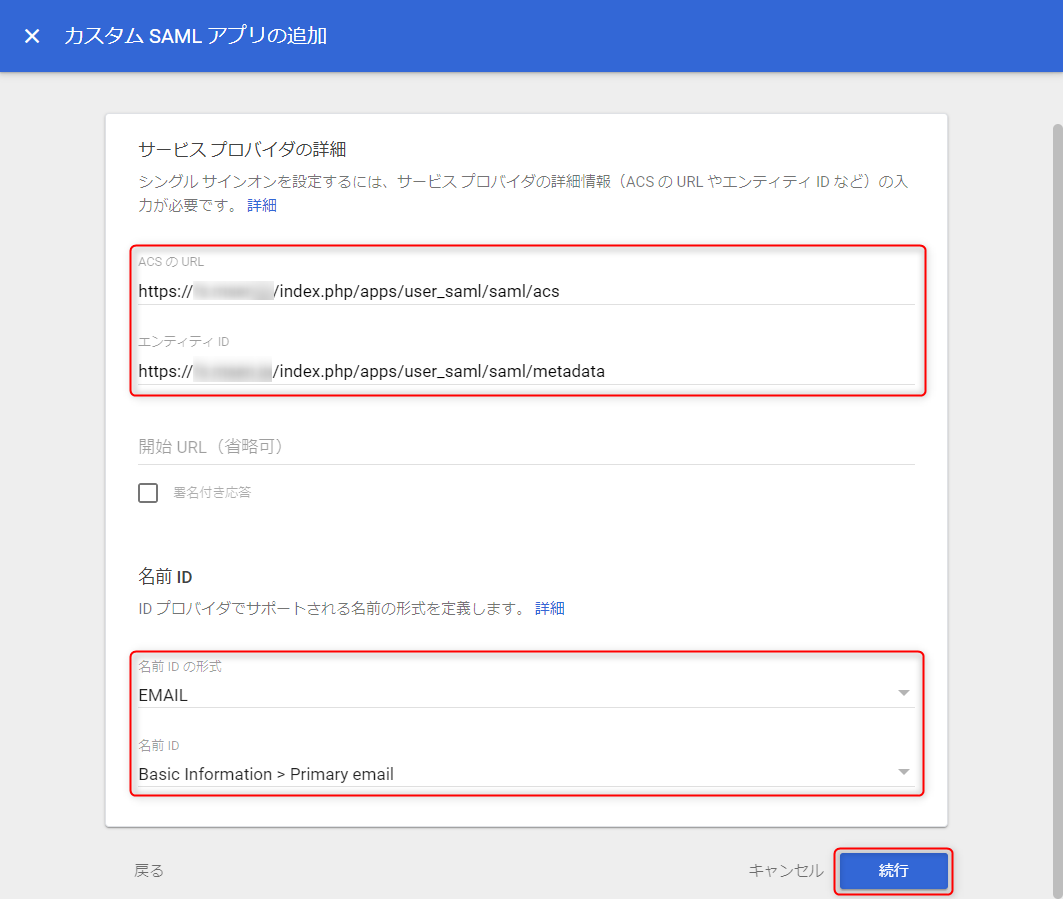 カスタム SAML アプリの追加
サービス プロバイダの詳細
シングル サインオンを設定するには、サービス プロバイダの詳細情報（ACS の URL やエンティティ ID など）の入
力が必要です。 詳細
ACS の URL
https:// /index.php/apps/user_saml/saml/acs
エンティティ ID
https:// /index.php/apps/user_saml/saml/metadata
開始 URL（省略可）
署名付き応答
名前 ID
ID プロバイダでサポートされる名前の形式を定義します。 詳細
名前 ID の形式
EMAIL
名前 ID
Basic Information > Primary email
戻る キャンセル 続行